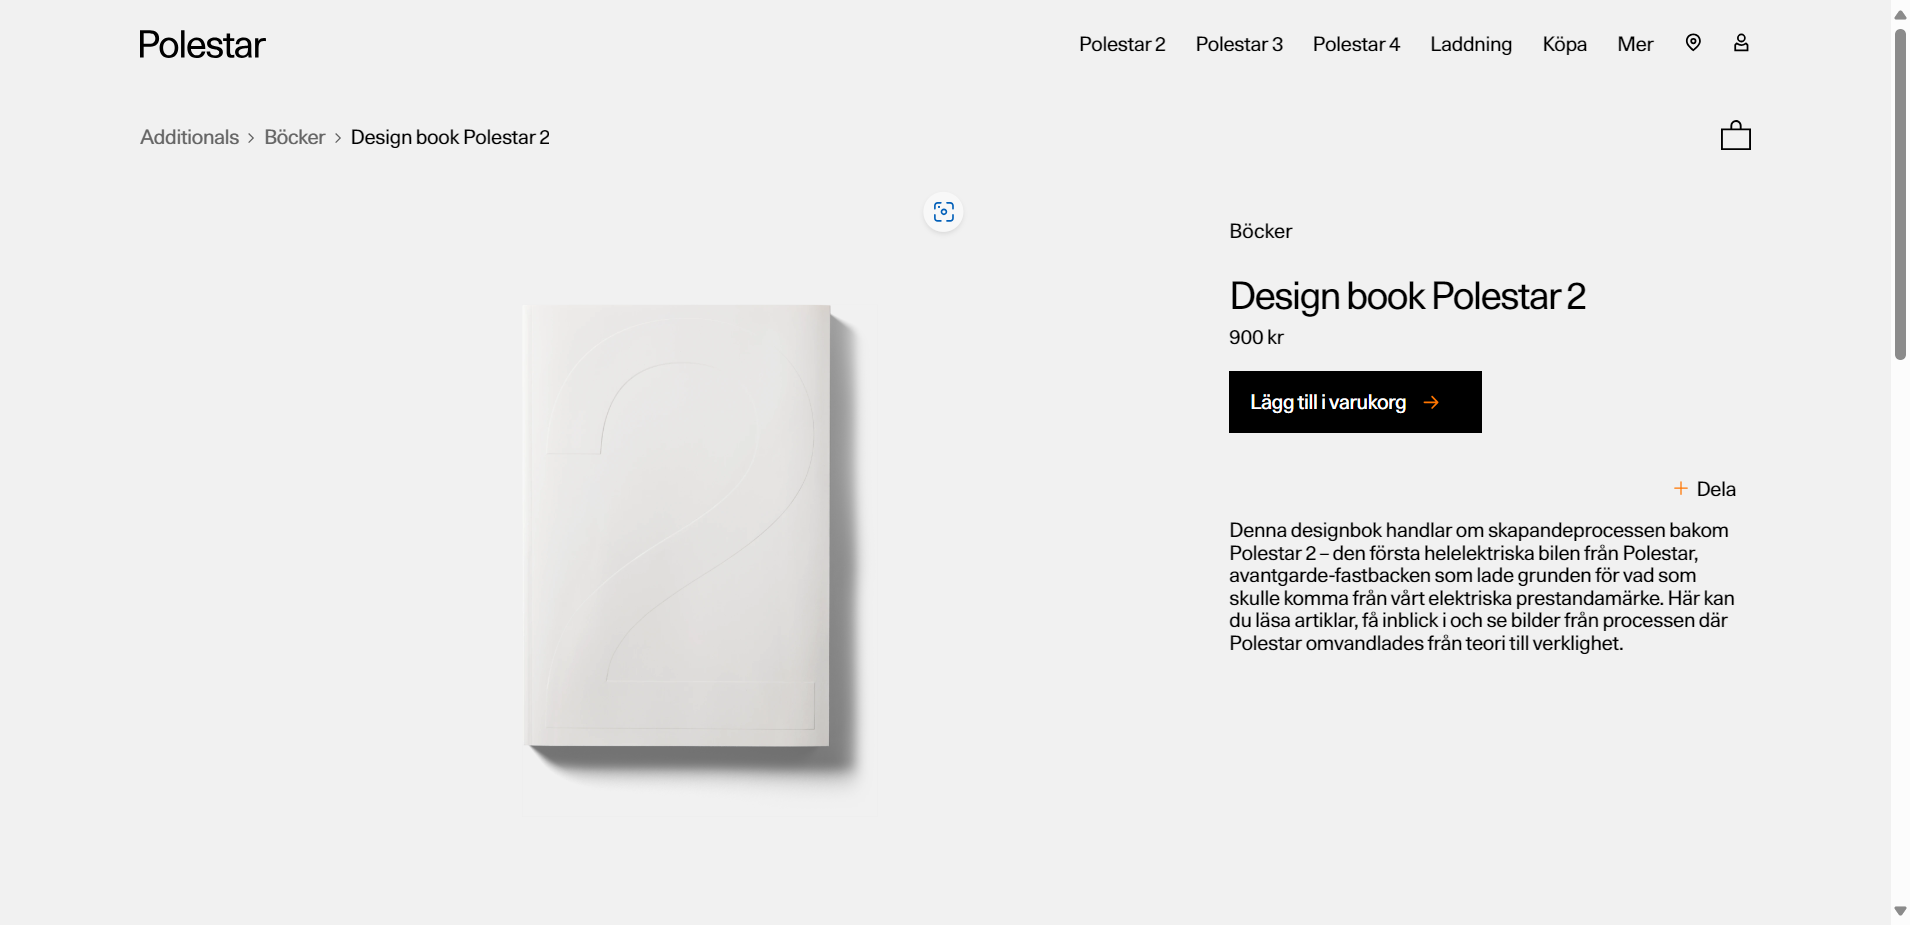 Polestar
Polestar 2
Polestar 3
Polestar 4
Laddning
Köpa
Mer
Additionals > Böcker > Design book Polestar 2
Böcker
Design book Polestar 2
900 kr
Lägg till i varukorg →
+ Dela
Denna designbok handlar om skapandeprocessen bakom
Polestar 2 – den första helelektriska bilen från Polestar,
avantgarde-fastbacken som lade grunden för vad som
skulle komma från vårt elektriska prestandamärke. Här kan
du läsa artiklar, få inblick i och se bilder från processen där
Polestar omvandlades från teori till verklighet.
2